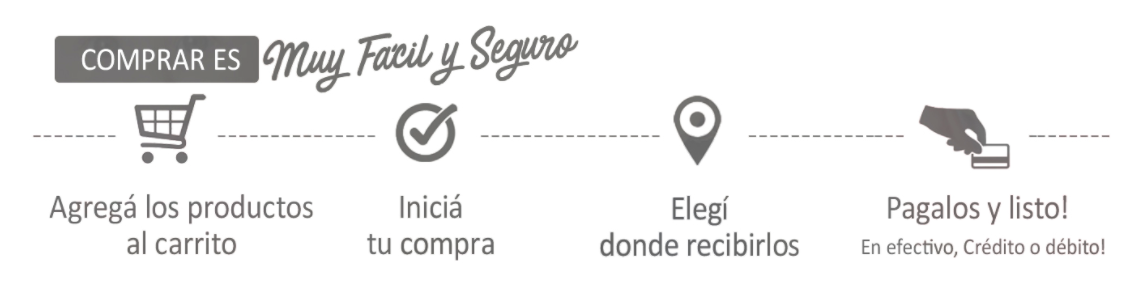 COMPRAR ES Muy Facil y Seguro
Agregá los productos
al carrito
Iniciá
tu compra
Elegí
donde recibirlos
Pagalos y listo!
En efectivo, Crédito o débito!